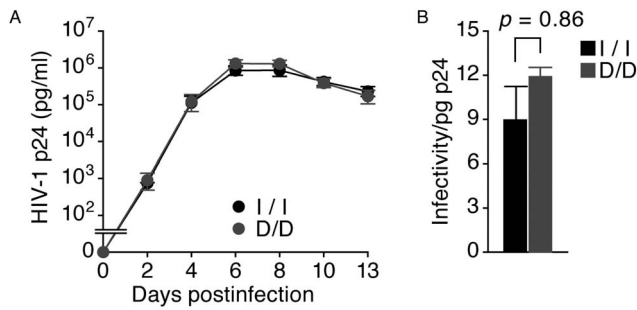 A
HIV-1 p24 (pg/ml)
10⁷
10⁶
10⁵
10³
10²
0
0 2 4 6 8 10 13
Days postinfection
I / I
D/D
B
p = 0.86
I / I
D/D
Infectivity/pg p24
15
12
9
6
3
0